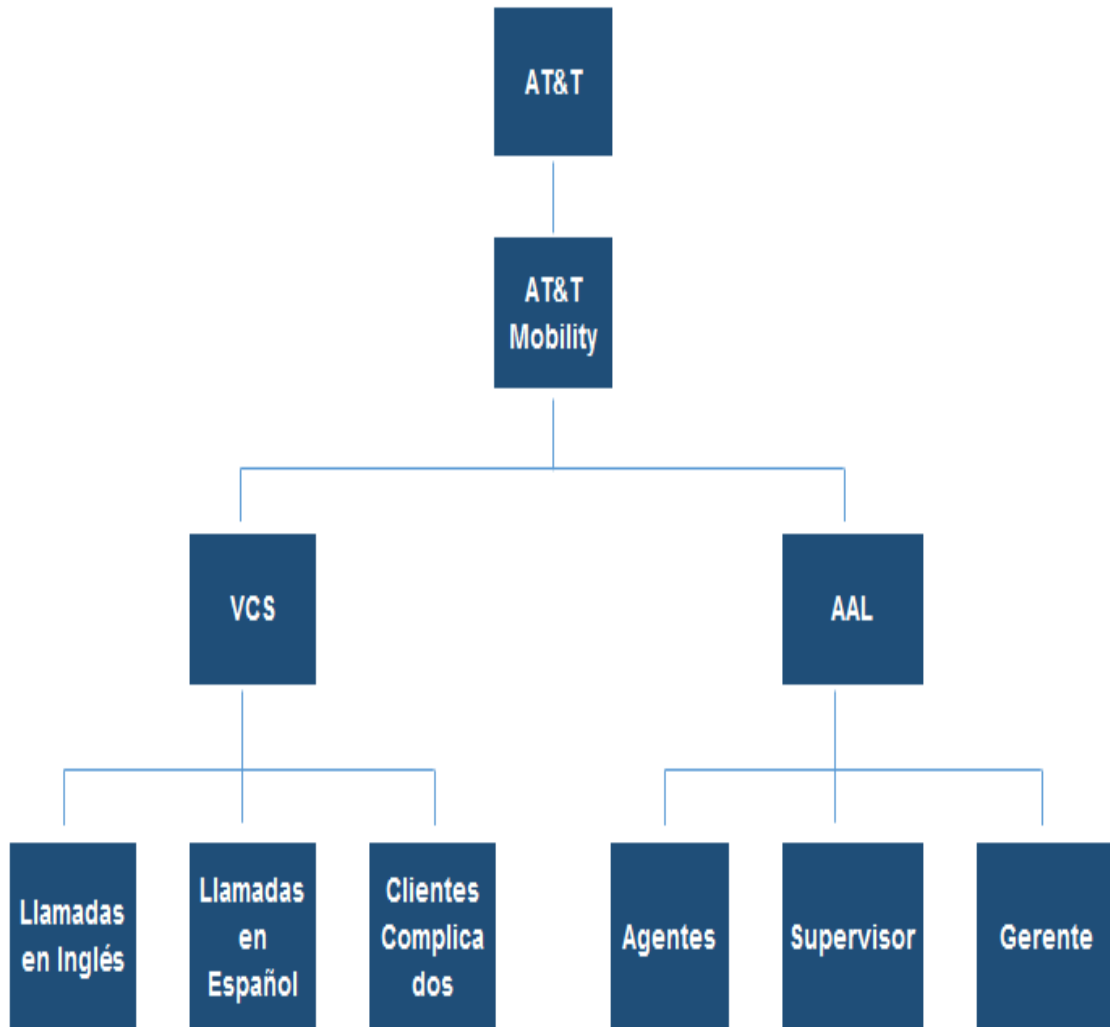 AT&T
AT&T
Mobility
VCS
AAL
Llamadas
en Inglés
Llamadas
en
Español
Clientes
Complica
dos
Agentes
Supervisor
Gerente